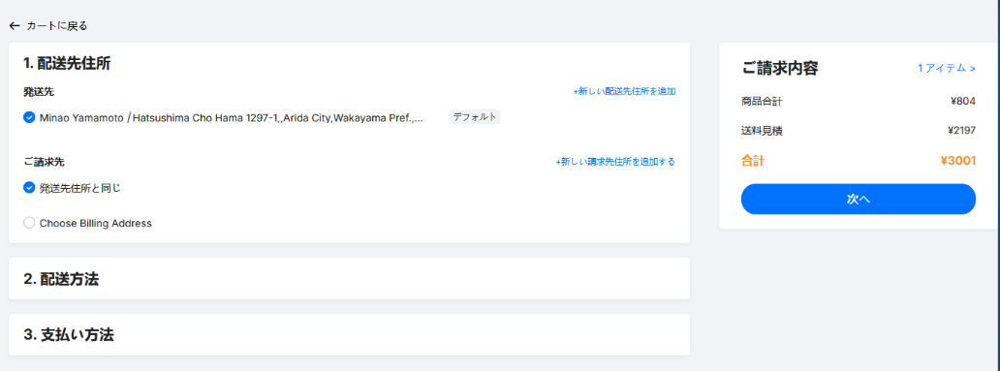 ← カートに戻る
1. 配送先住所
発送先
+新しい配送先住所を追加
Minao Yamamoto / Hatsushima Cho Hama 1297-1,,Arida City,Wakayama Pref.,...
デフォルト
ご請求先
+新しい請求先住所を追加する
発送先住所と同じ
Choose Billing Address
2. 配送方法
3. 支払い方法
ご請求内容
1 アイテム >
商品合計 ¥804
送料見積 ¥2197
合計 ¥3001
次へ